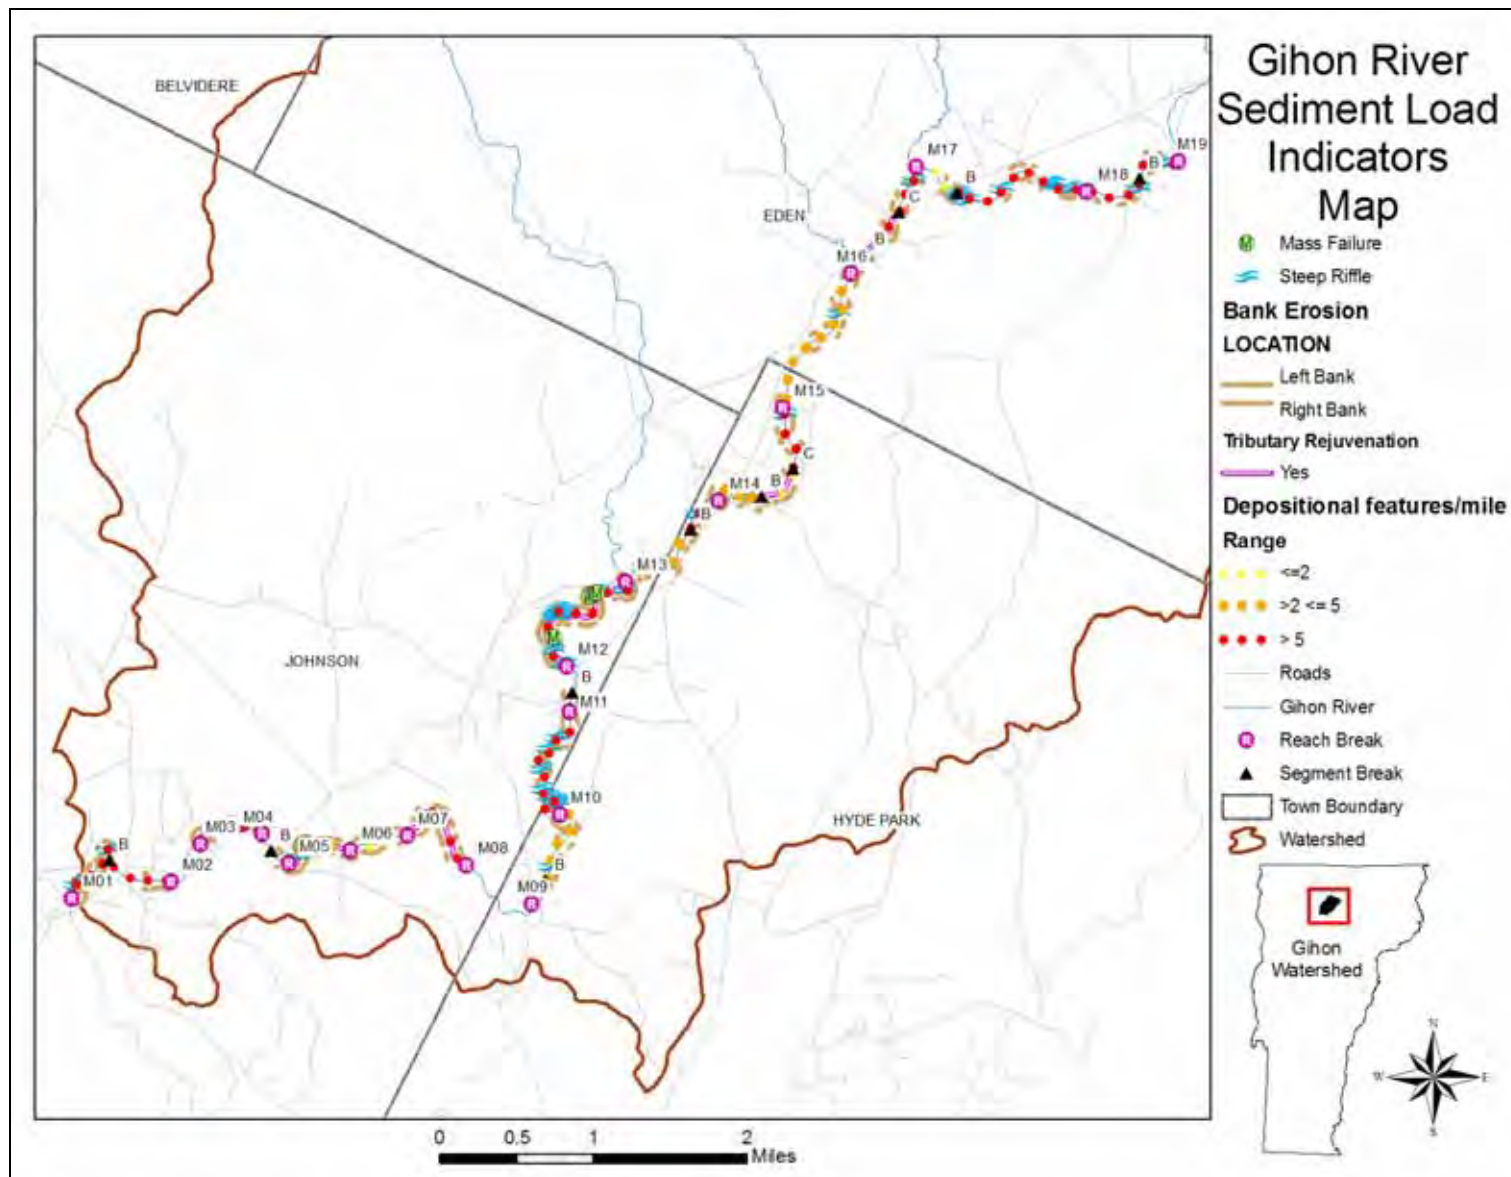 Gihon River
Sediment Load
Indicators
Map
M Mass Failure
Steep Riffle
Bank Erosion
LOCATION
Left Bank
Right Bank
Tributary Rejuvenation
Yes
Depositional features/mile
Range
<=2
>2 <= 5
> 5
Roads
Gihon River
R Reach Break
Segment Break
Town Boundary
Watershed
Gihon
Watershed
N
W E
S
BELVIDERE
M19
M17
B
R
R
M18
B
R
C
EDEN
B
M16
R
M15
R
C
M14 B
R
B
M13
R
M
M
M12
R
JOHNSON
B
M11
R
M10
R
HYDE PARK
M07
M04
M03
M06
R
B
R
R
B
M05
R
M08
R
R
B
M02
R
M01
R
M09
R
0 0.5 1 2
Miles